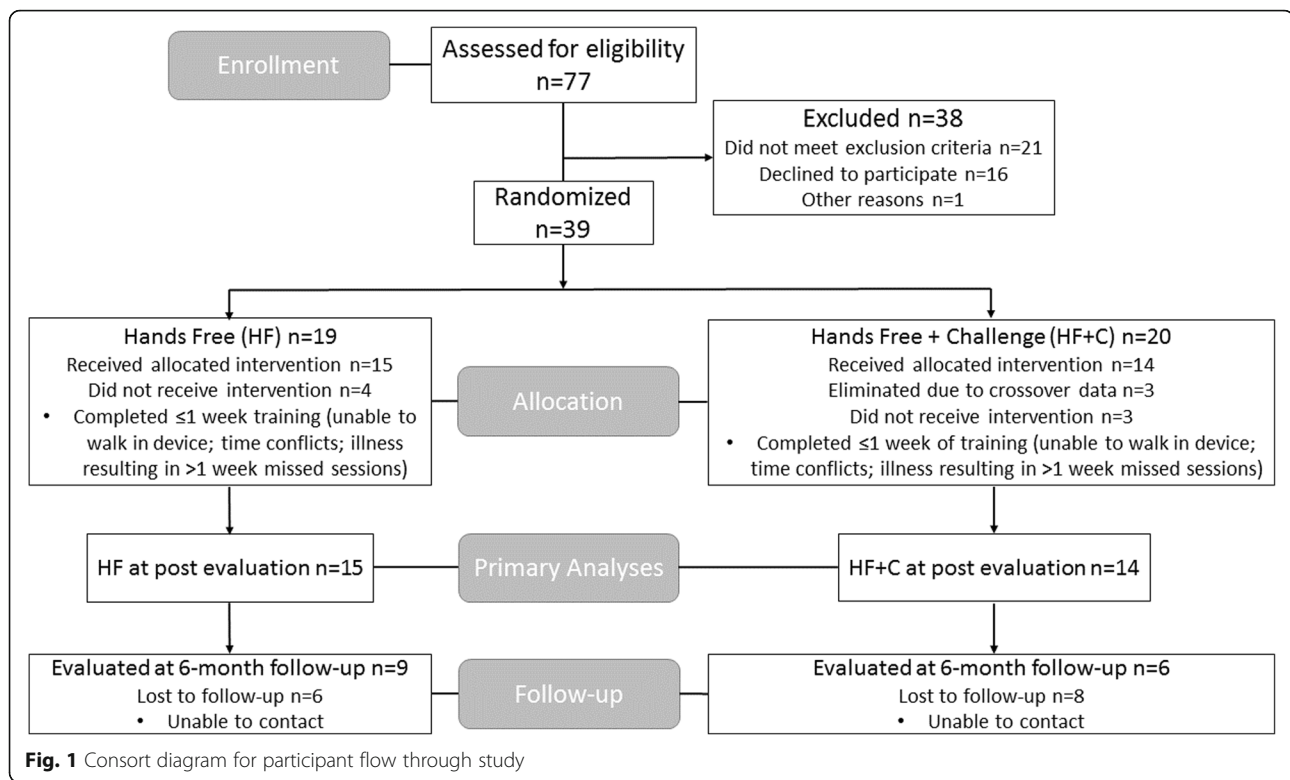 Enrollment
Assessed for eligibility
n=77
Excluded n=38
Did not meet exclusion criteria n=21
Declined to participate n=16
Other reasons n=1
Randomized
n=39
Hands Free (HF) n=19
Received allocated intervention n=15
Did not receive intervention n=4
• Completed ≤1 week training (unable to
walk in device; time conflicts; illness
resulting in >1 week missed sessions)
Allocation
Hands Free + Challenge (HF+C) n=20
Received allocated intervention n=14
Eliminated due to crossover data n=3
Did not receive intervention n=3
• Completed ≤1 week of training (unable to walk in device;
time conflicts; illness resulting in >1 week missed sessions)
HF at post evaluation n=15
Primary Analyses
HF+C at post evaluation n=14
Evaluated at 6-month follow-up n=9
Lost to follow-up n=6
• Unable to contact
Follow-up
Evaluated at 6-month follow-up n=6
Lost to follow-up n=8
• Unable to contact
Fig. 1 Consort diagram for participant flow through study